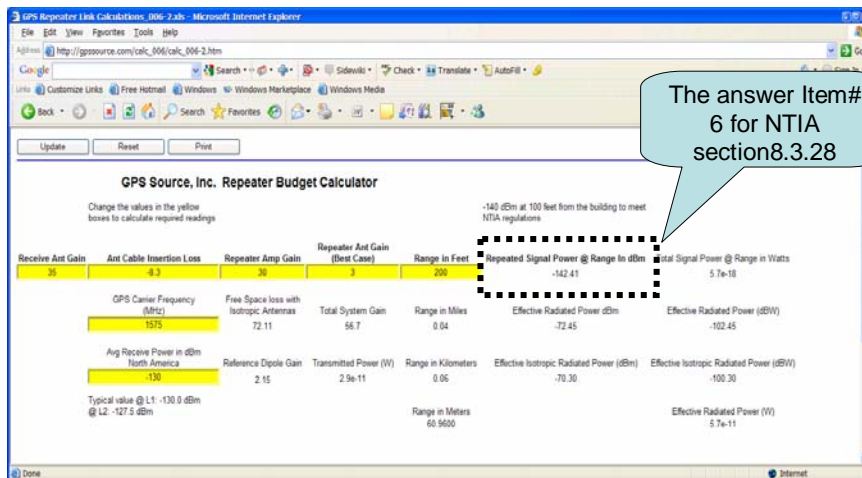 GPS Repeater Link Calculations_006-2.xls - Microsoft Internet Explorer
File Edit View Favorites Tools Help
Address http://gpssource.com/calc_006/calc_006-2.htm Go
Google Search Sidewiki Check Translate AutoFill Sign In
Links Customize Links Free Hotmail Windows Windows Marketplace Windows Media
Back Search Favorites
The answer Item#
6 for NTIA
section8.3.28
Update Reset Print
GPS Source, Inc. Repeater Budget Calculator
Change the values in the yellow
boxes to calculate required readings
-140 dBm at 100 feet from the building to meet
NTIA regulations
Receive Ant Gain Ant Cable Insertion Loss Repeater Amp Gain Repeater Ant Gain
(Best Case) Range in Feet Repeated Signal Power @ Range In dBm Total Signal Power @ Range in Watts
35 -8.3 30 3 200 -142.41 5.7e-18
GPS Carrier Frequency
(MHz) Free Space loss with
Isotropic Antennas Total System Gain Range in Miles Effective Radiated Power dBm Effective Radiated Power (dBW)
1575 72.11 56.7 0.04 -72.45 -102.45
Avg Receive Power in dBm
North America Reference Dipole Gain Transmitted Power (W) Range in Kilometers Effective Isotropic Radiated Power (dBm) Effective Isotropic Radiated Power (dBW)
-130 2.15 2.9e-11 0.06 -70.30 -100.30
Typical value @ L1: -130.0 dBm
@ L2: -127.5 dBm
Range in Meters Effective Radiated Power (W)
60.9600 5.7e-11
Done Internet